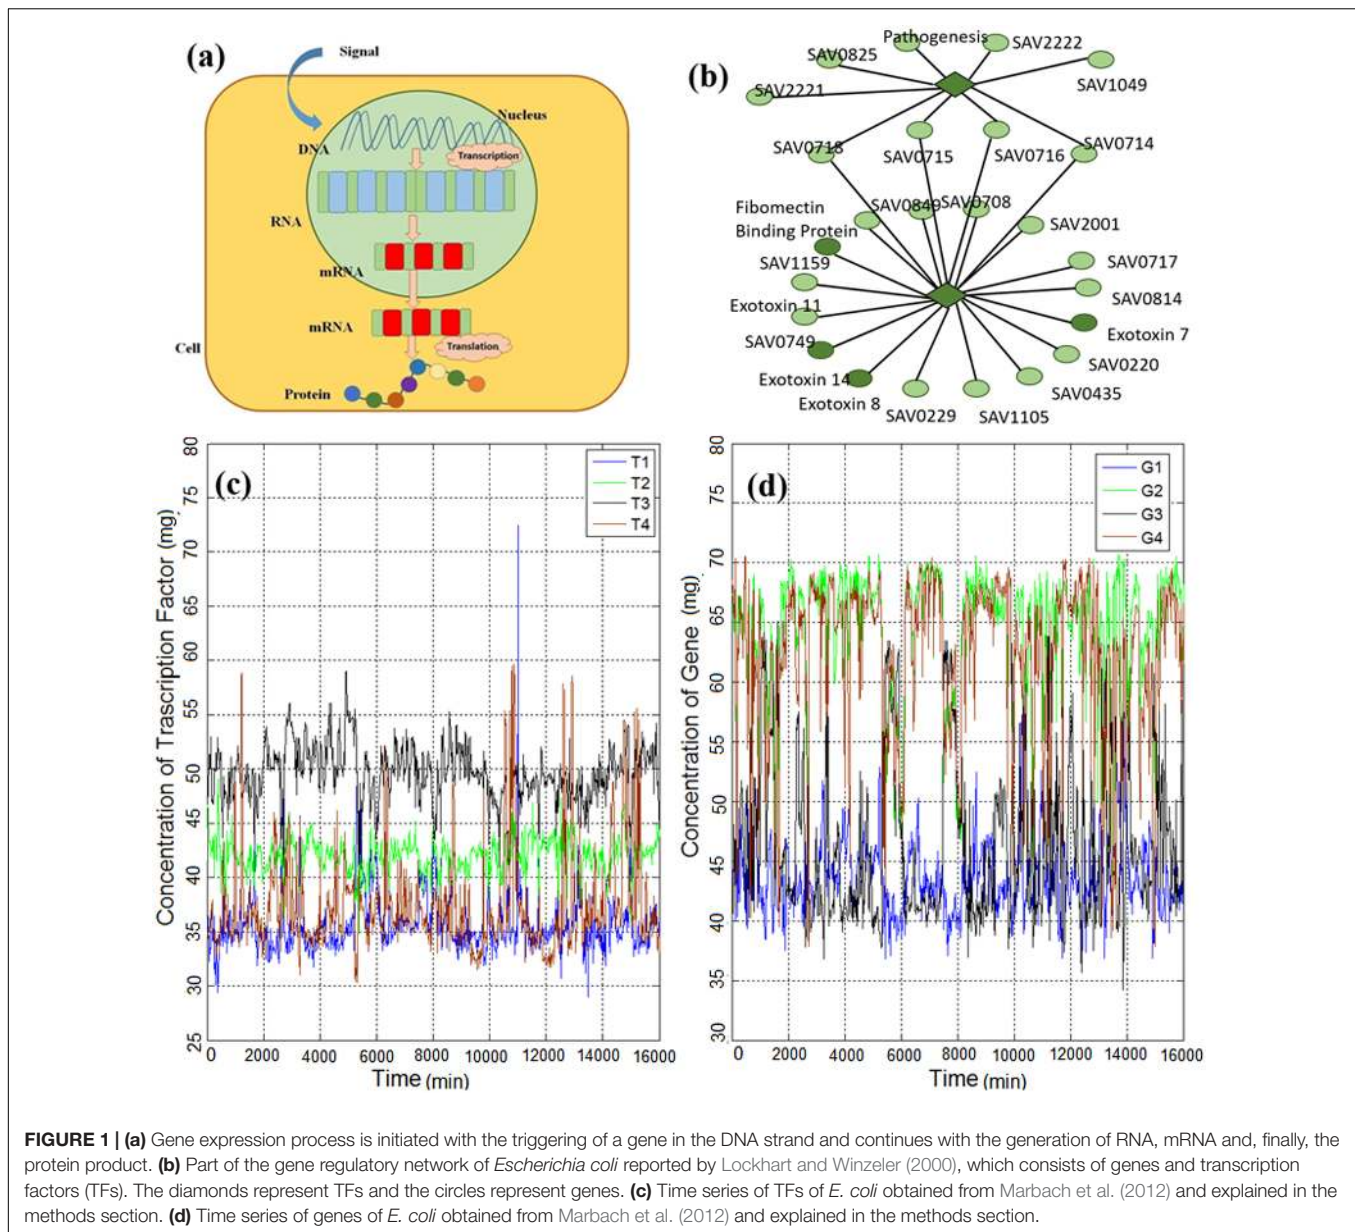 (a)
Signal
Nucleus
DNA
Transcription
RNA
mRNA
mRNA
Translation
Cell
Protein
(b)
Pathogenesis
SAV2222
SAV0825
SAV1049
SAV2221
SAV0718
SAV0715
SAV0716
SAV0714
SAV0849
SAV0708
Fibomectin
Binding Protein
SAV2001
SAV1159
SAV0717
Exotoxin 11
SAV0814
SAV0749
Exotoxin 7
SAV0220
Exotoxin 14
SAV0435
Exotoxin 8
SAV0229
SAV1105
(c)
T1
T2
T3
T4
Concentration of Trascription Factor (mg)
80
75
70
65
60
55
50
45
40
35
30
25
0 2000 4000 6000 8000 10000 12000 14000 16000
Time (min)
(d)
G1
G2
G3
G4
Concentration of Gene (mg)
80
75
70
65
60
55
50
45
40
35
30
0 2000 4000 6000 8000 10000 12000 14000 16000
Time (min)
FIGURE 1 | (a) Gene expression process is initiated with the triggering of a gene in the DNA strand and continues with the generation of RNA, mRNA and, finally, the
protein product. (b) Part of the gene regulatory network of Escherichia coli reported by Lockhart and Winzeler (2000), which consists of genes and transcription
factors (TFs). The diamonds represent TFs and the circles represent genes. (c) Time series of TFs of E. coli obtained from Marbach et al. (2012) and explained in the
methods section. (d) Time series of genes of E. coli obtained from Marbach et al. (2012) and explained in the methods section.